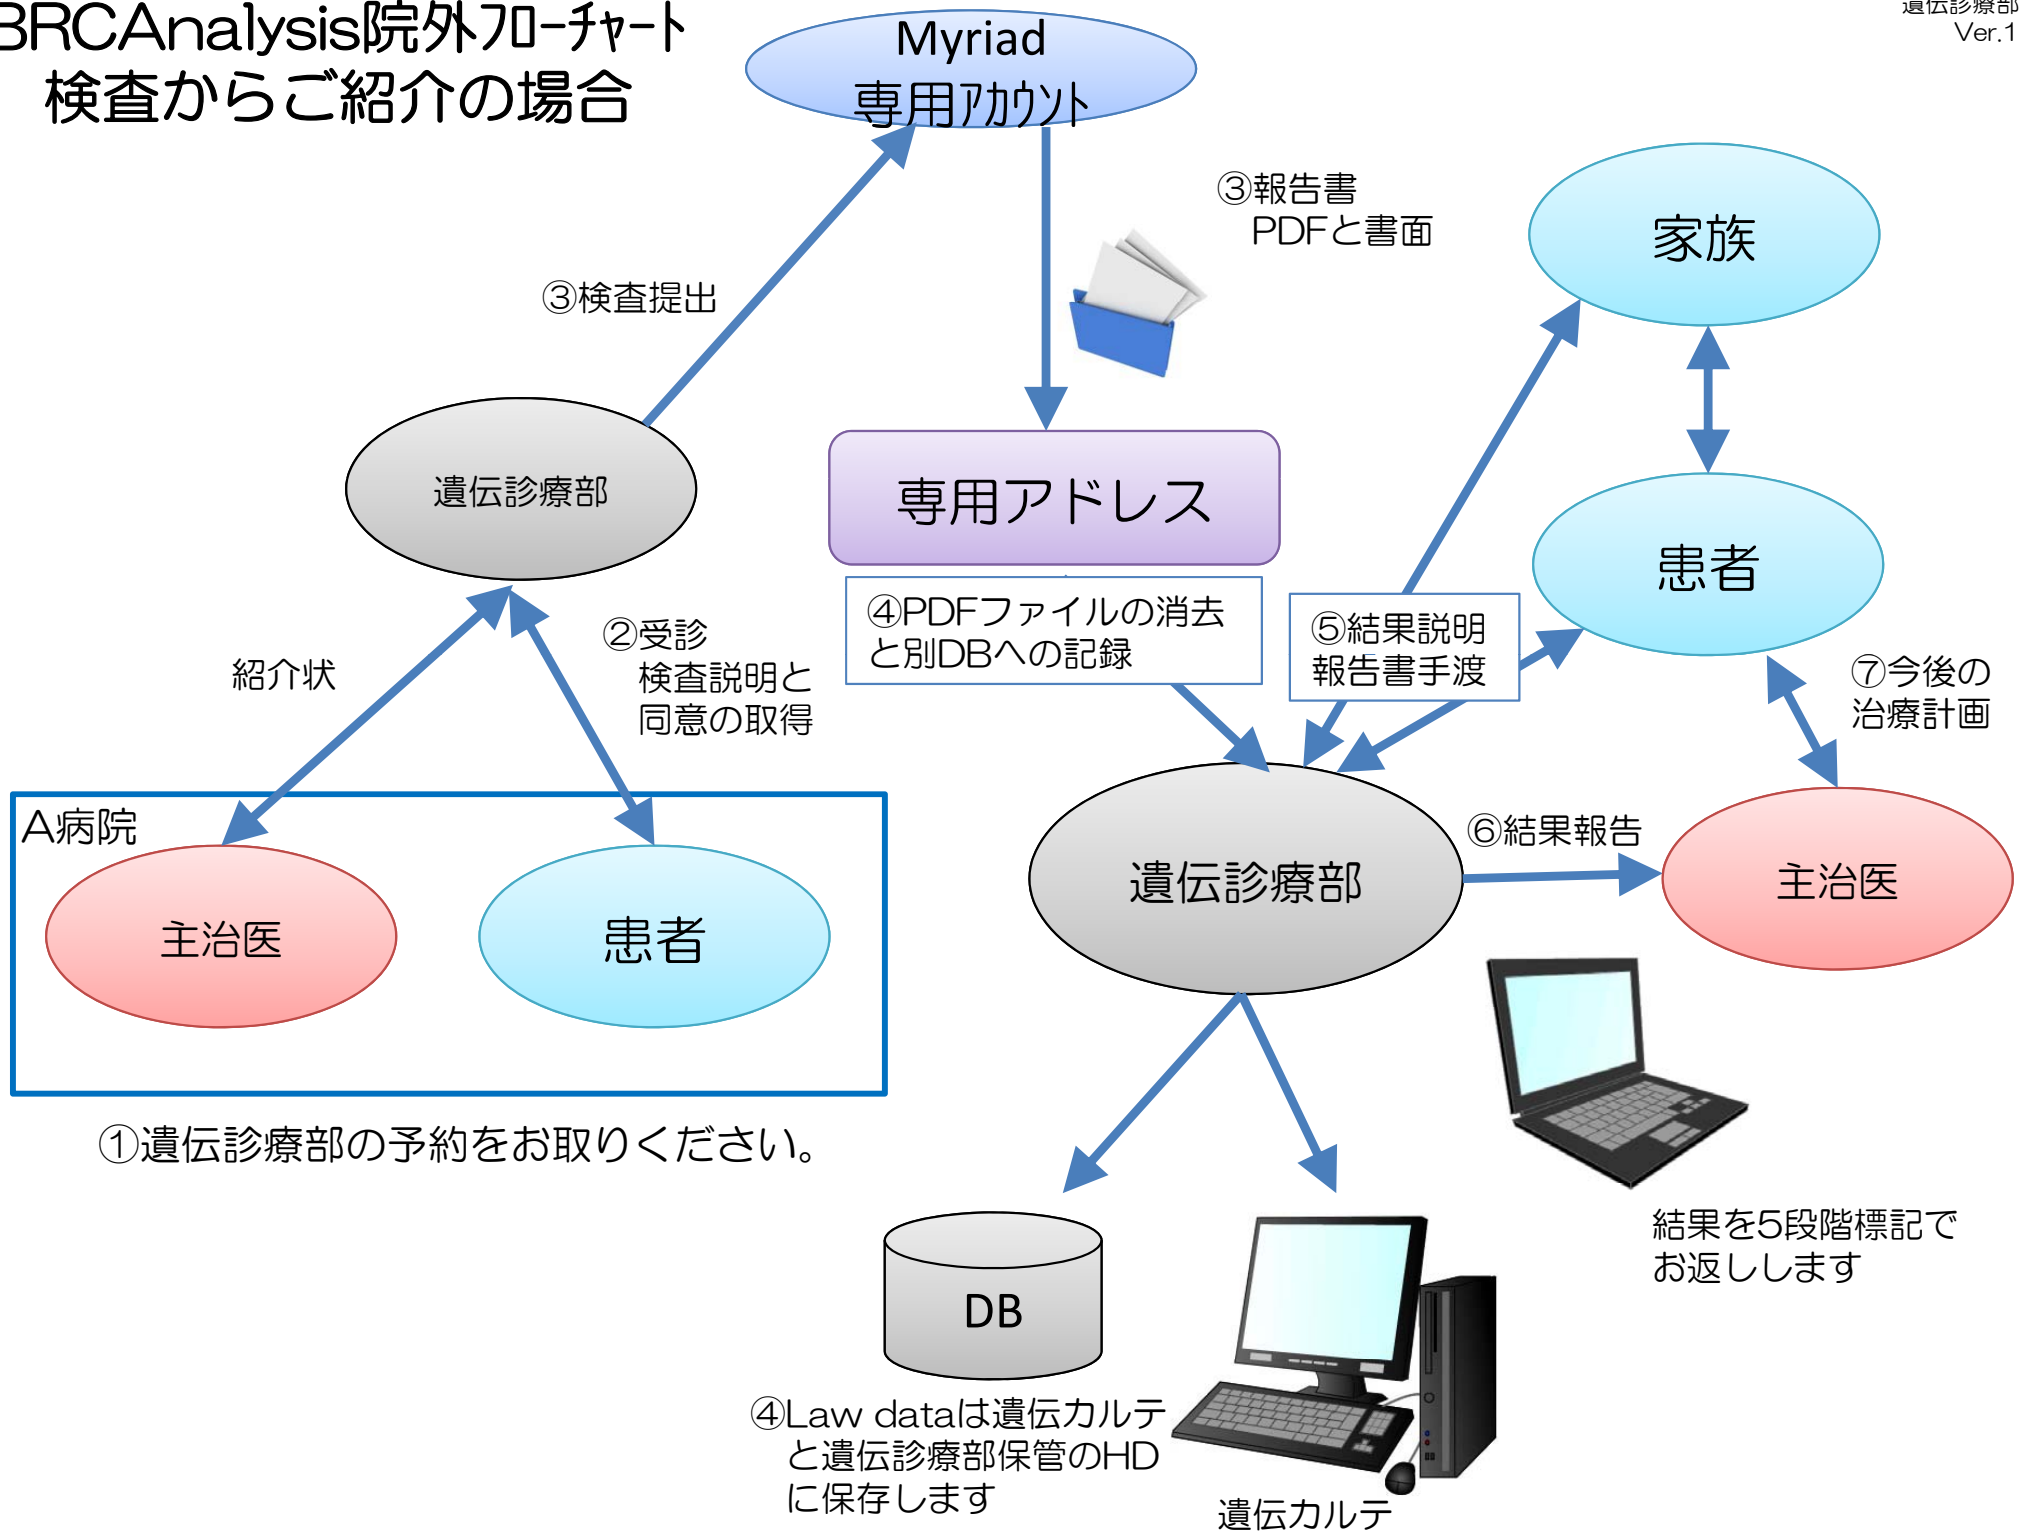 BRCAnalysis院外フローチャート
検査からご紹介の場合
遺伝診療部
Ver.1
Myriad
専用アカウント
③報告書
PDFと書面
家族
③検査提出
遺伝診療部
専用アドレス
患者
④PDFファイルの消去
と別DBへの記録
⑤結果説明
報告書手渡
②受診
検査説明と
同意の取得
紹介状
⑦今後の
治療計画
A病院
主治医
患者
遺伝診療部
⑥結果報告
主治医
①遺伝診療部の予約をお取りください。
結果を5段階標記で
お返しします
DB
④Law dataは遺伝カルテ
と遺伝診療部保管のHD
に保存します
遺伝カルテ